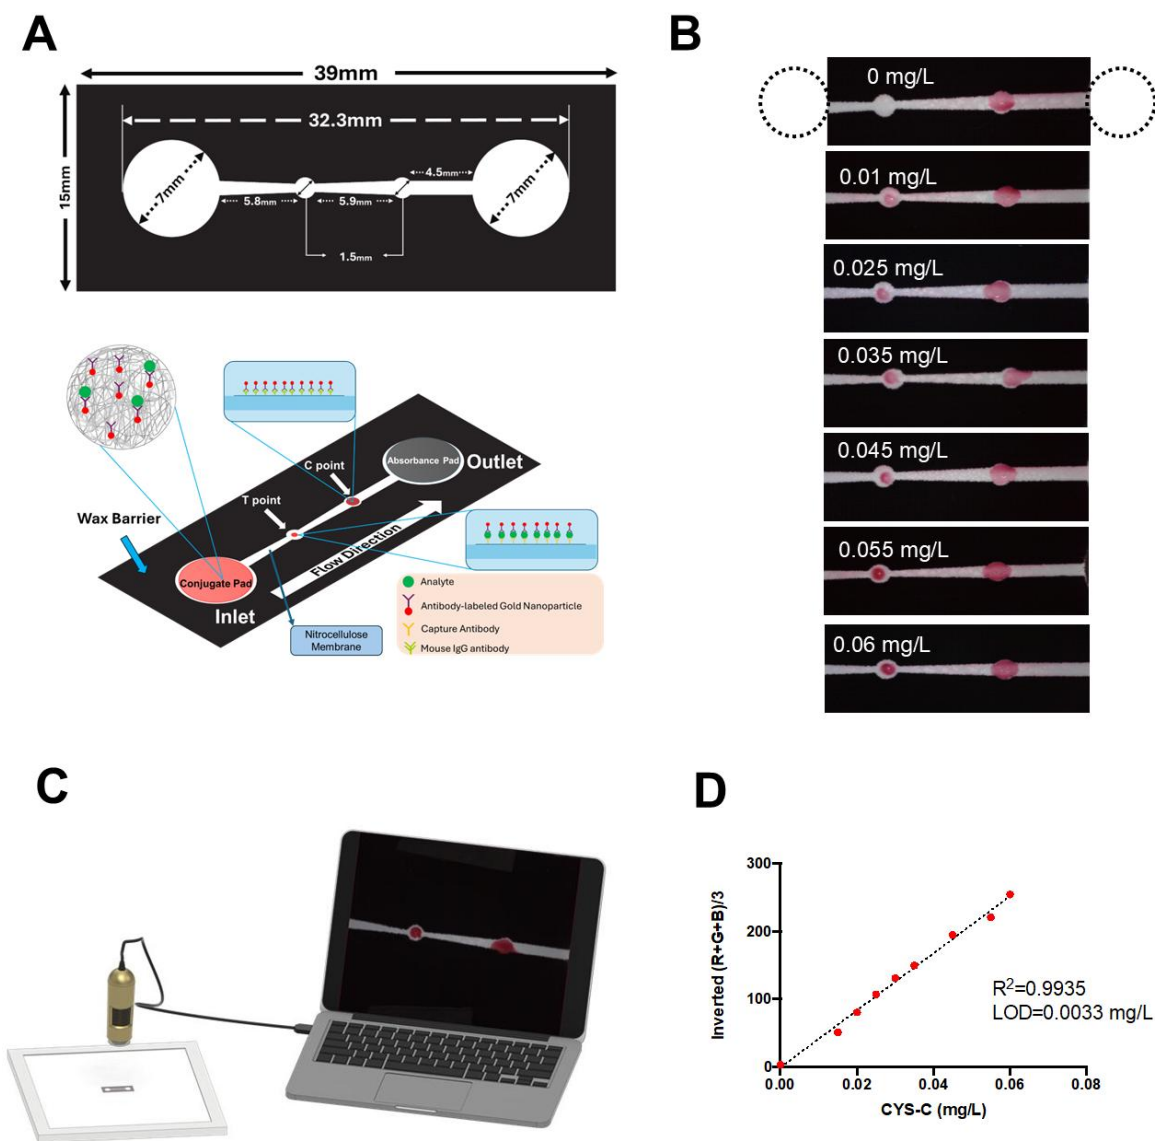 A
39mm
32.3mm
15mm
7mm
7mm
4.5mm
5.8mm
5.9mm
1.5mm
C point
T point
Absorbance Pad
Outlet
Wax Barrier
Flow Direction
Conjugate Pad
Inlet
Nitrocellulose
Membrane
Analyte
Antibody-labeled Gold Nanoparticle
Capture Antibody
Mouse IgG antibody
B
0 mg/L
0.01 mg/L
0.025 mg/L
0.035 mg/L
0.045 mg/L
0.055 mg/L
0.06 mg/L
C
D
Inverted (R+G+B)/3
300
200
100
0
0.00 0.02 0.04 0.06 0.08
CYS-C (mg/L)
R²=0.9935
LOD=0.0033 mg/L